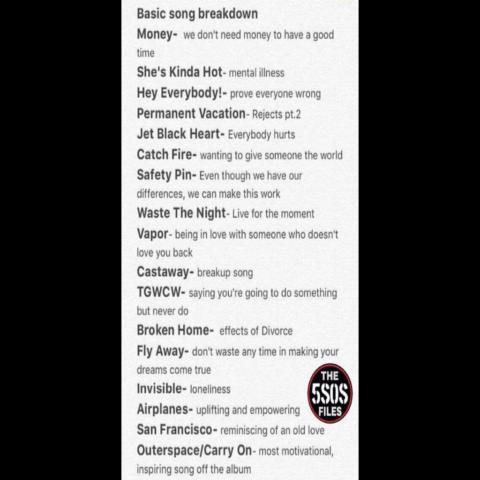 Basic song breakdown
Money- we don't need money to have a good
time
She's Kinda Hot- mental illness
Hey Everybody!- prove everyone wrong
Permanent Vacation- Rejects pt.2
Jet Black Heart- Everybody hurts
Catch Fire- wanting to give someone the world
Safety Pin- Even though we have our
differences, we can make this work
Waste The Night- Live for the moment
Vapor- being in love with someone who doesn't
love you back
Castaway- breakup song
TGWCW- saying you're going to do something
but never do
Broken Home- effects of Divorce
Fly Away- don't waste any time in making your
dreams come true
Invisible- loneliness
Airplanes- uplifting and empowering
San Francisco- reminiscing of an old love
Outerspace/Carry On- most motivational,
inspiring song off the album
THE
5SOS
FILES